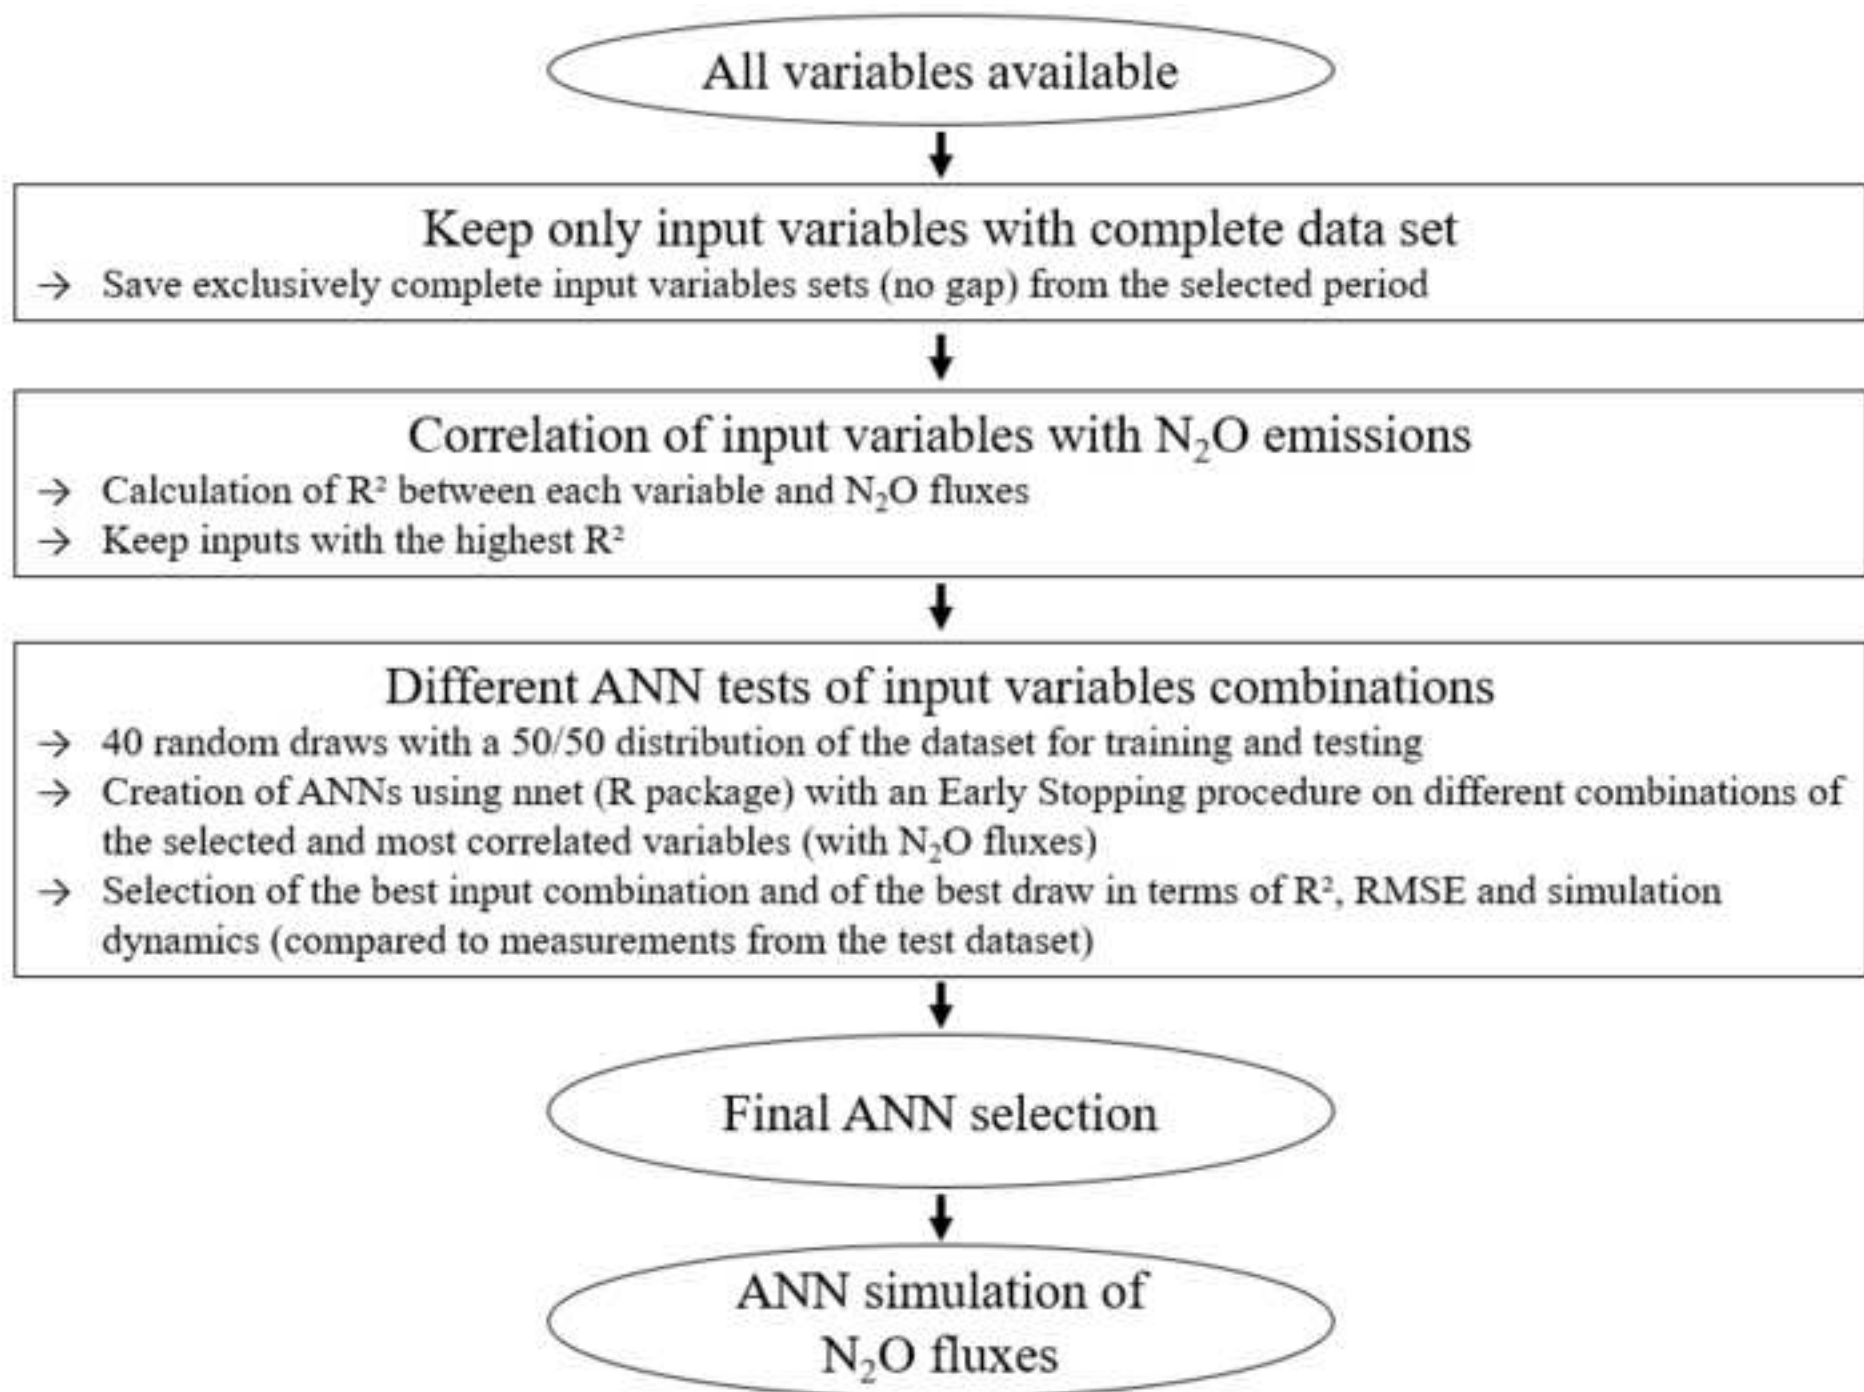 All variables available
Keep only input variables with complete data set
→ Save exclusively complete input variables sets (no gap) from the selected period
Correlation of input variables with N₂O emissions
→ Calculation of R² between each variable and N₂O fluxes
→ Keep inputs with the highest R²
Different ANN tests of input variables combinations
→ 40 random draws with a 50/50 distribution of the dataset for training and testing
→ Creation of ANNs using nnet (R package) with an Early Stopping procedure on different combinations of
the selected and most correlated variables (with N₂O fluxes)
→ Selection of the best input combination and of the best draw in terms of R², RMSE and simulation
dynamics (compared to measurements from the test dataset)
Final ANN selection
ANN simulation of
N₂O fluxes